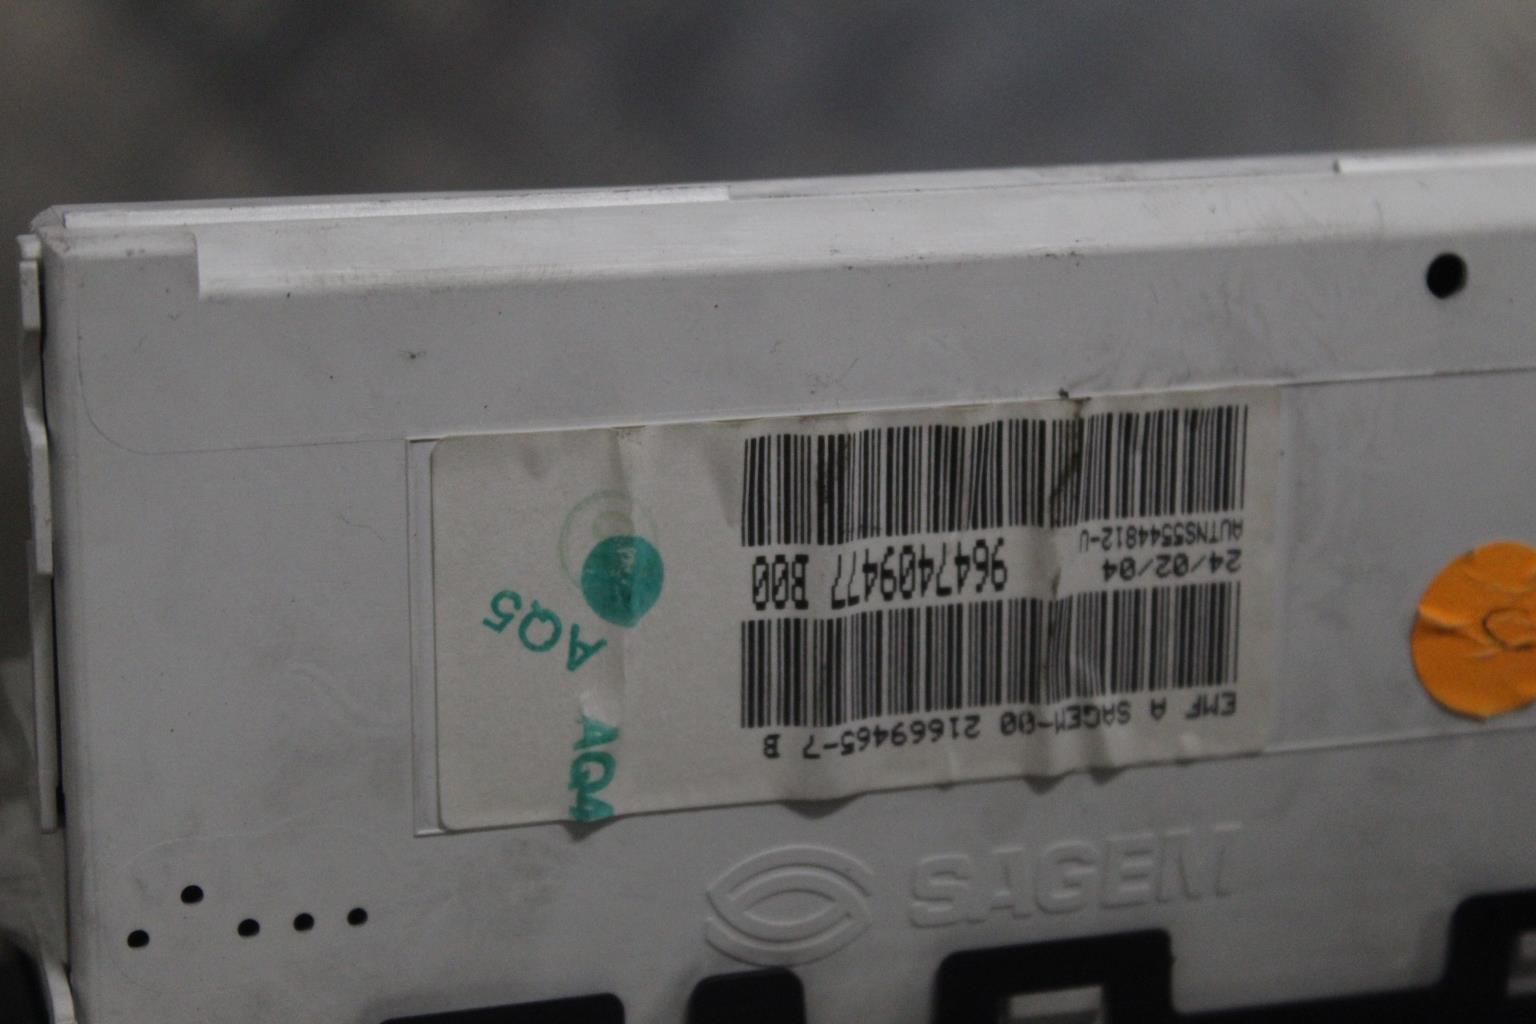 EMF A SAGEM-00 21669465-7 B
24/02/04
AUTNS5544812-U
9647409477 B00
AQ5
AQ4
SAGEM